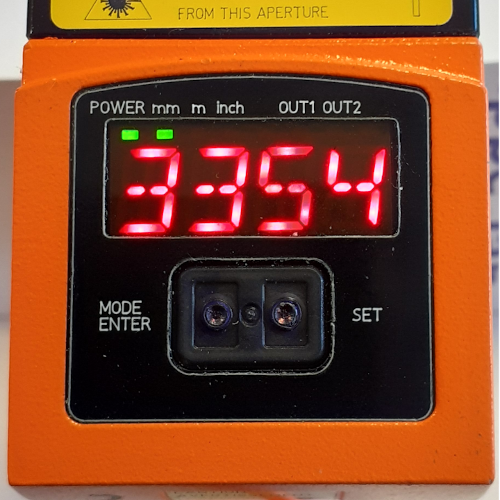 FROM THIS APERTURE
POWER mm m inch OUT1 OUT2
3354
MODE ENTER SET